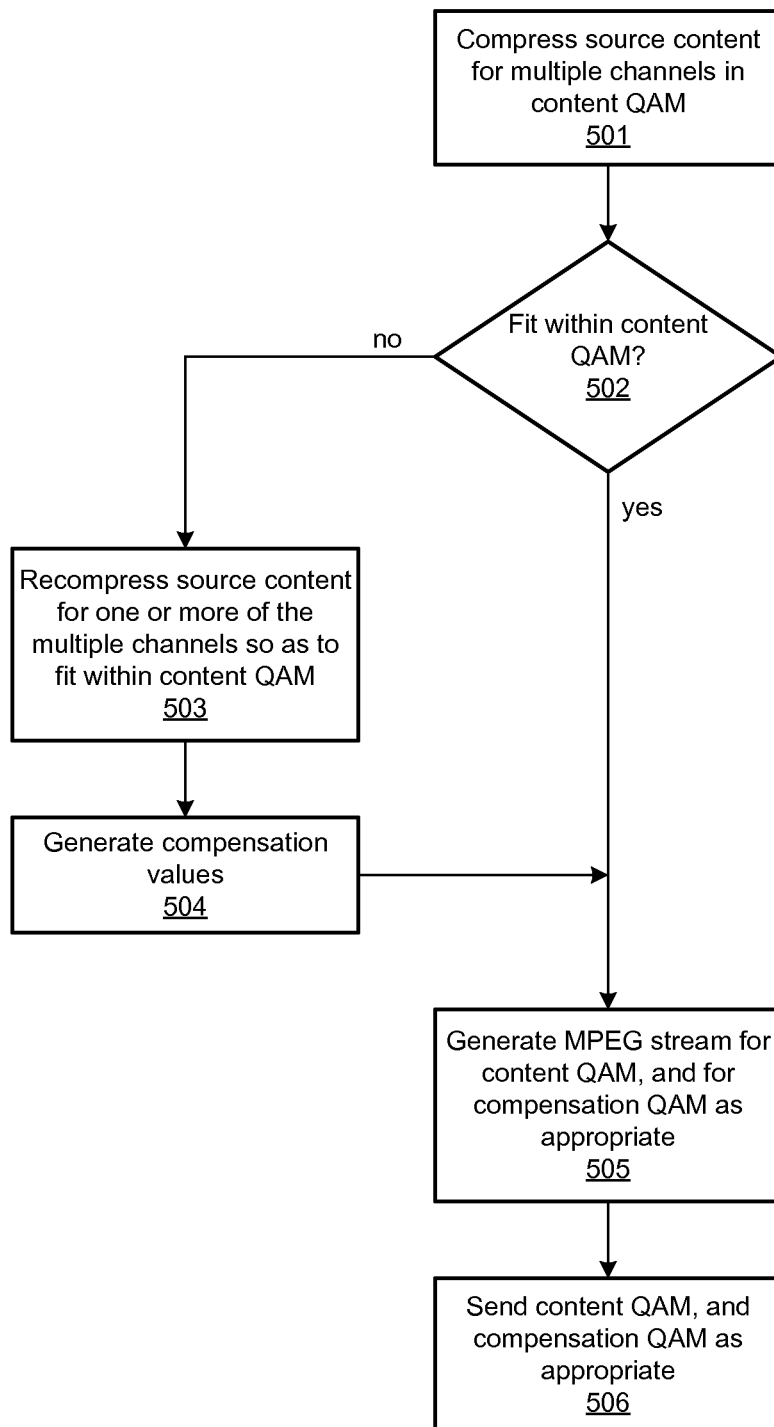 Compress source content
for multiple channels in
content QAM
501
Fit within content
QAM?
502
no
yes
Recompress source content
for one or more of the
multiple channels so as to
fit within content QAM
503
Generate compensation
values
504
Generate MPEG stream for
content QAM, and for
compensation QAM as
appropriate
505
Send content QAM, and
compensation QAM as
appropriate
506